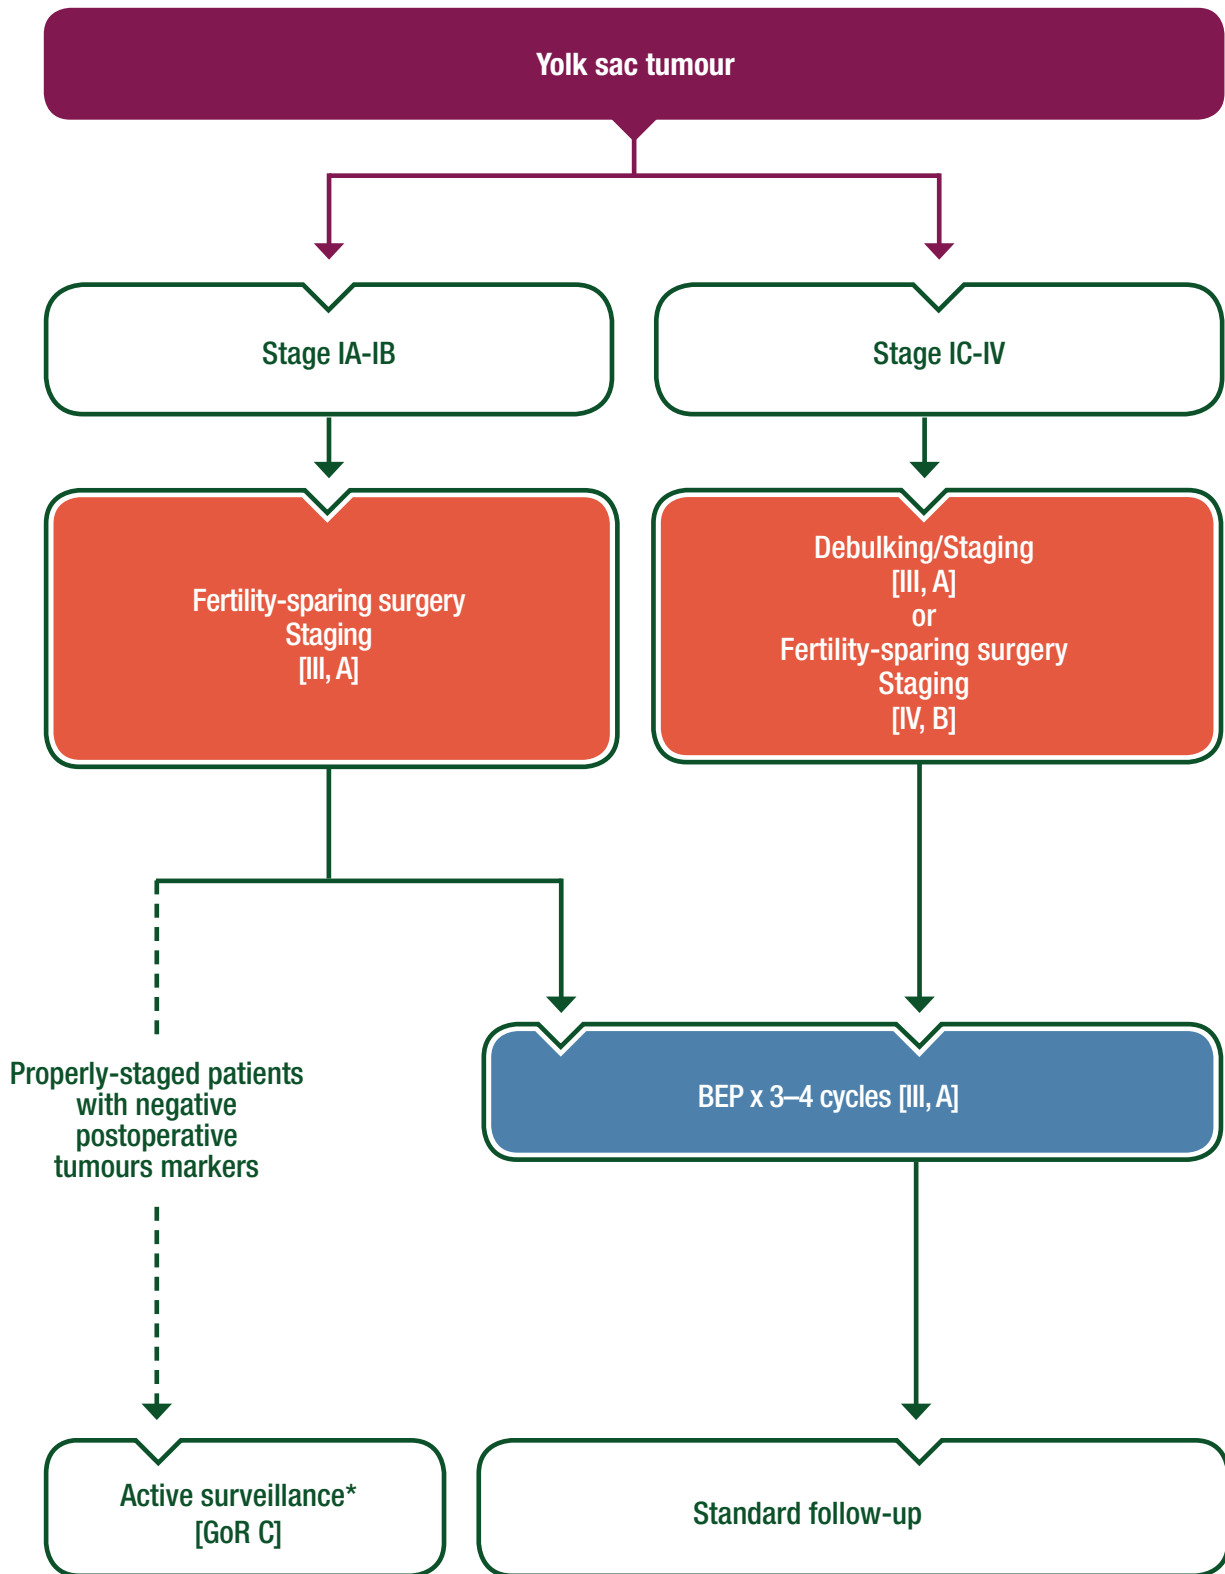 Yolk sac tumour
Stage IA-IB
Stage IC-IV
Fertility-sparing surgery
Staging
[III, A]
Debulking/Staging
[III, A]
or
Fertility-sparing surgery
Staging
[IV, B]
Properly-staged patients
with negative
postoperative
tumours markers
BEP x 3–4 cycles [III, A]
Active surveillance*
[GoR C]
Standard follow-up